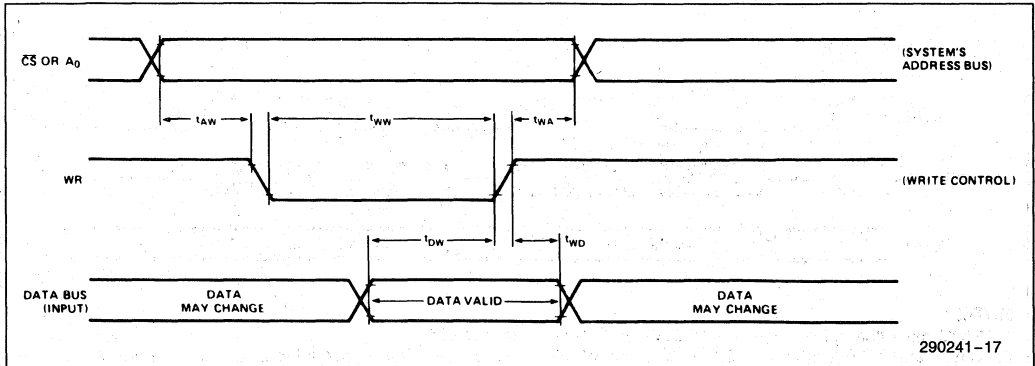 C̅S̅ OR A₀
(SYSTEM'S
ADDRESS BUS)
tAW
tWW
tWA
WR
(WRITE CONTROL)
tDW
tWD
DATA BUS
(INPUT)
DATA
MAY CHANGE
DATA VALID
DATA
MAY CHANGE
290241-17